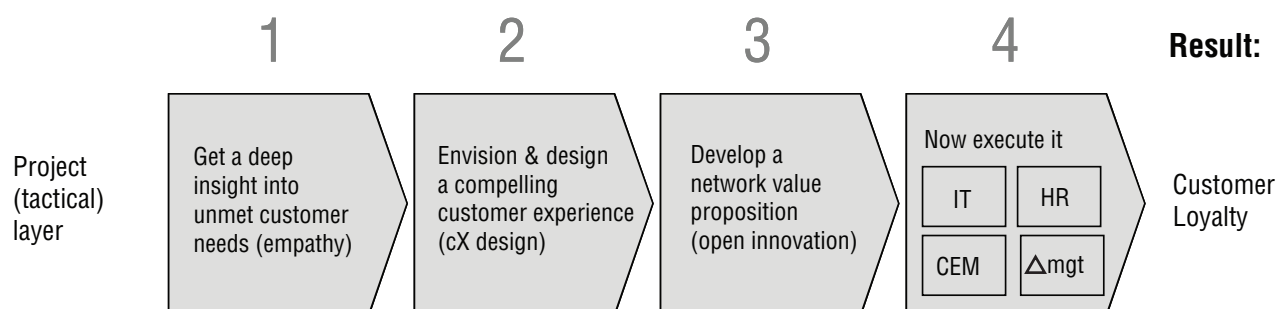 1
2
3
4
Result:
Project
(tactical)
layer
Get a deep
insight into
unmet customer
needs (empathy)
Envision & design
a compelling
customer experience
(cX design)
Develop a
network value
proposition
(open innovation)
Now execute it
IT
HR
CEM
Δmgt
Customer
Loyalty